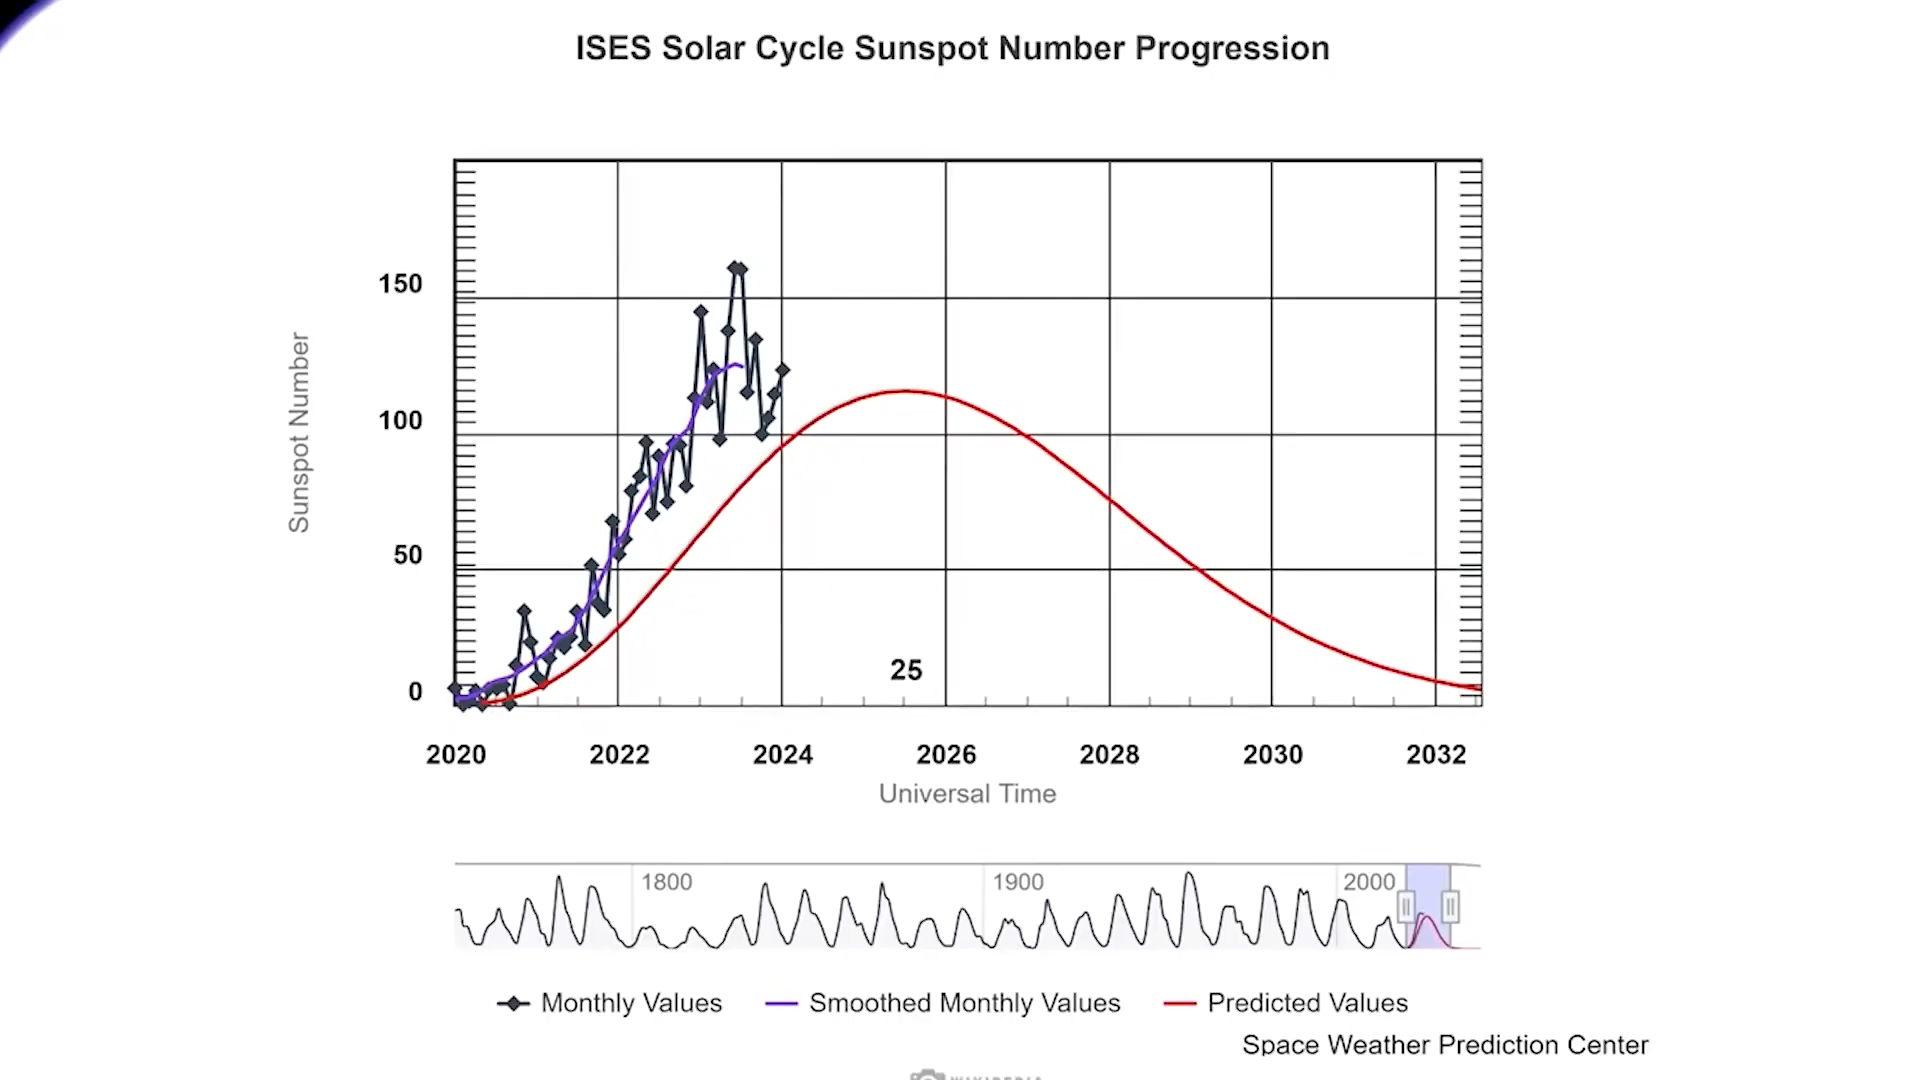 ISES Solar Cycle Sunspot Number Progression
Sunspot Number
150
100
50
0
25
2020 2022 2024 2026 2028 2030 2032
Universal Time
1800 1900 2000
Monthly Values Smoothed Monthly Values Predicted Values
Space Weather Prediction Center